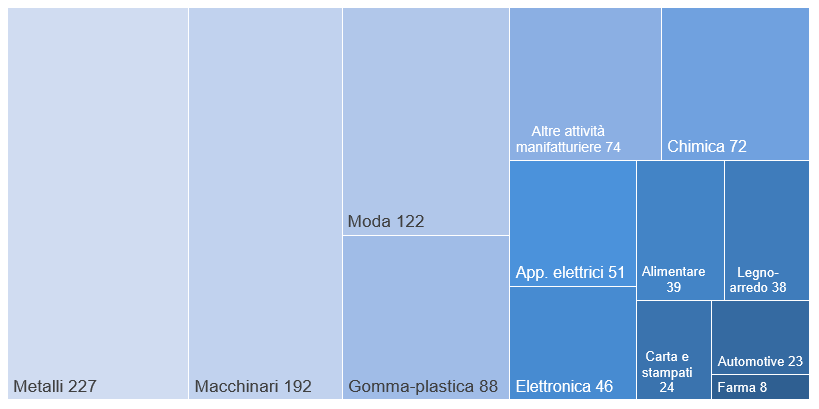 Metalli 227
Macchinari 192
Moda 122
Gomma-plastica 88
Altre attività
manifatturiere 74
Chimica 72
App. elettrici 51
Elettronica 46
Alimentare
39
Legno-
arredo 38
Carta e
stampati
24
Automotive 23
Farma 8